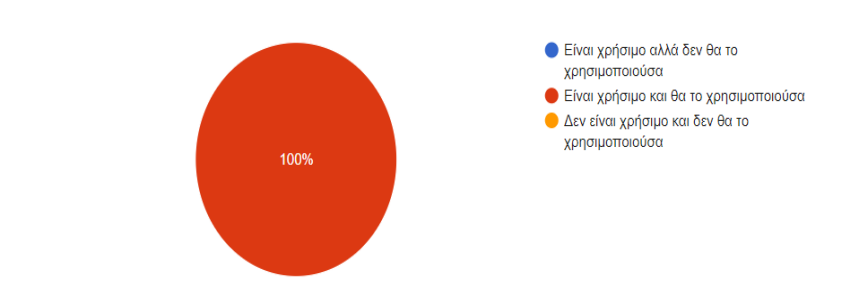 100%
Είναι χρήσιμο αλλά δεν θα το
χρησιμοποιούσα
Είναι χρήσιμο και θα το χρησιμοποιούσα
Δεν είναι χρήσιμο και δεν θα το
χρησιμοποιούσα